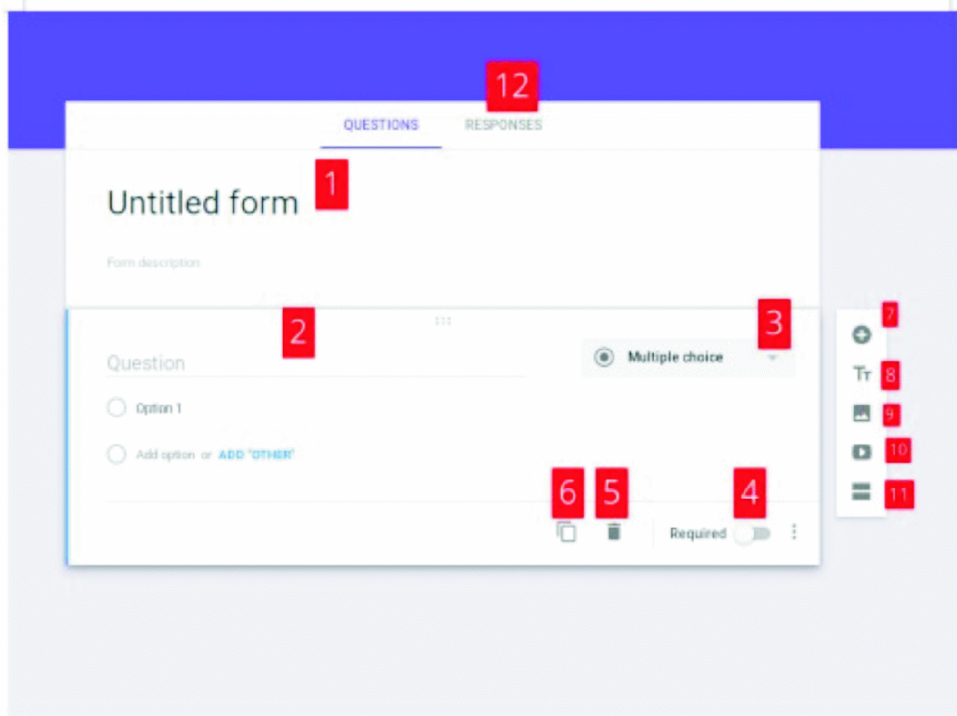 12
QUESTIONS RESPONSES
1
Untitled form
Form description
2
3
7
Question
Multiple choice
Tт
8
Option 1
9
Add option or ADD "OTHER"
10
6 5 4
11
Required